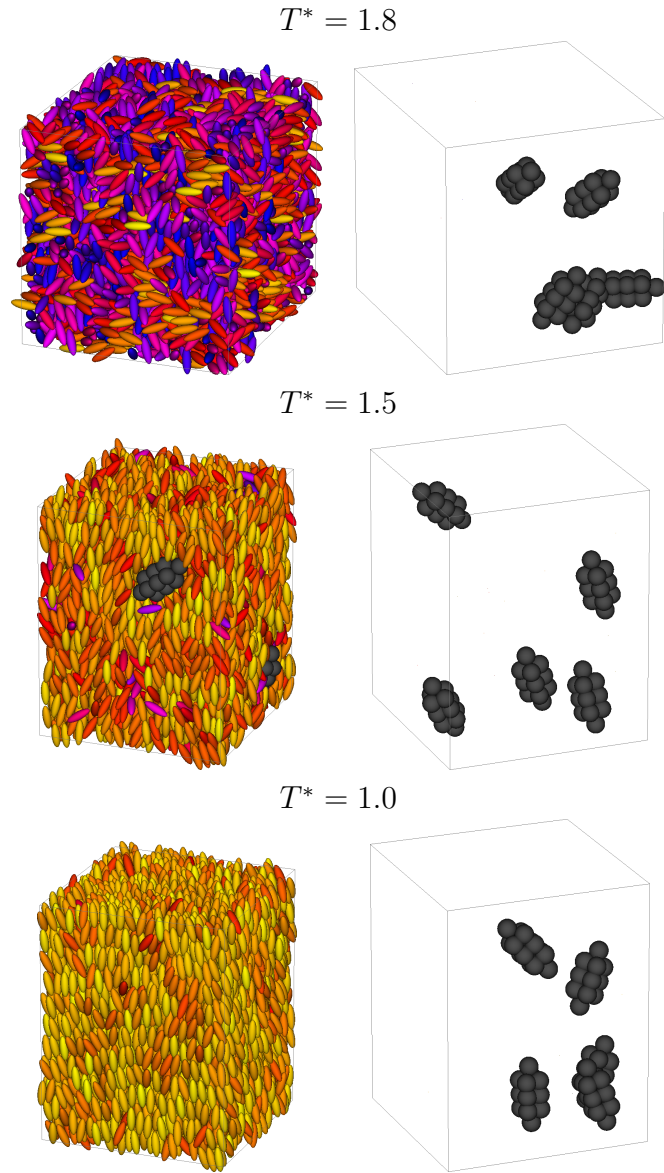 T* = 1.8
T* = 1.5
T* = 1.0